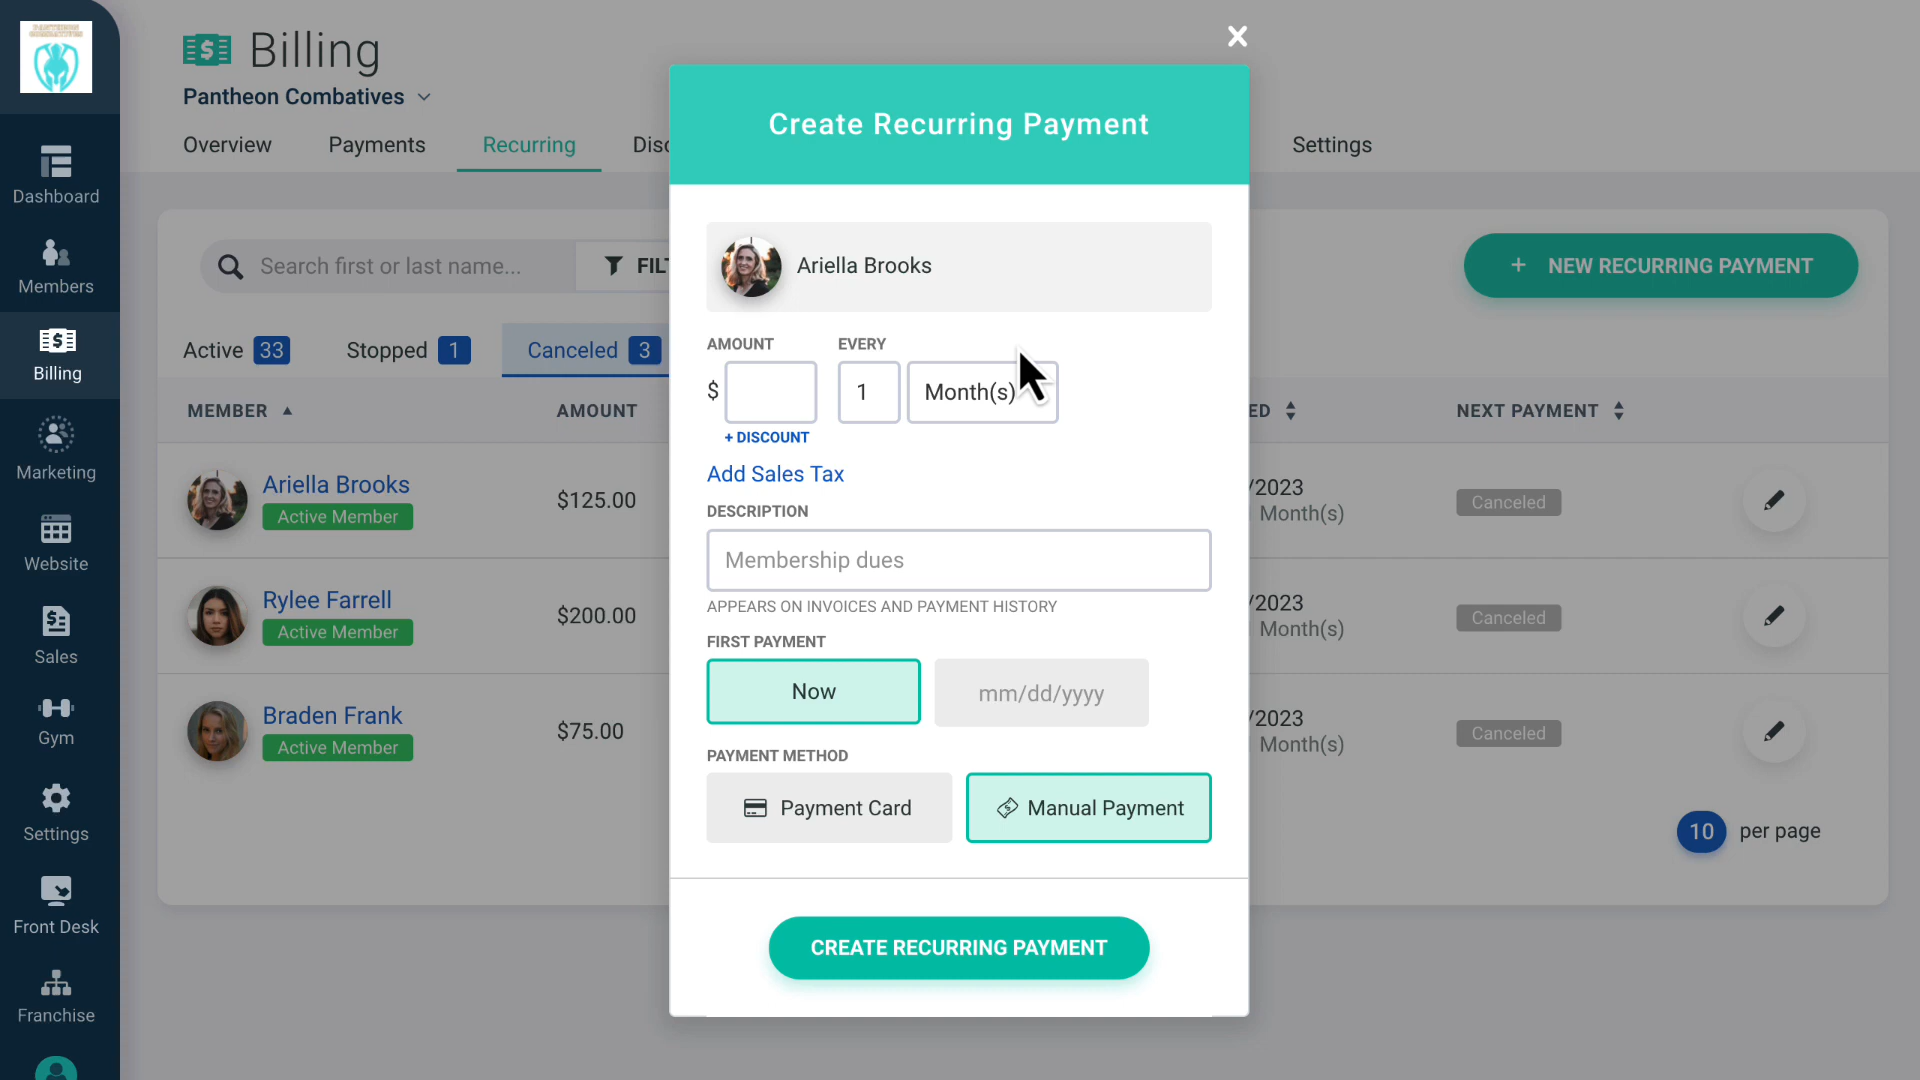 PANTHEON
COMBATIVES
Billing
Pantheon Combatives
Overview
Payments
Recurring
Disc
Settings
Dashboard
Members
Billing
Marketing
Website
Sales
Gym
Settings
Front Desk
Franchise
Search first or last name...
FILT
+ NEW RECURRING PAYMENT
Active 33
Stopped 1
Canceled 3
MEMBER
AMOUNT
ED
NEXT PAYMENT
Ariella Brooks
Active Member
$125.00
/2023
Month(s)
Canceled
Rylee Farrell
Active Member
$200.00
/2023
Month(s)
Canceled
Braden Frank
Active Member
$75.00
/2023
Month(s)
Canceled
10 per page
Create Recurring Payment
Ariella Brooks
AMOUNT
EVERY
$
1
Month(s)
+ DISCOUNT
Add Sales Tax
DESCRIPTION
Membership dues
APPEARS ON INVOICES AND PAYMENT HISTORY
FIRST PAYMENT
Now
mm/dd/yyyy
PAYMENT METHOD
Payment Card
Manual Payment
CREATE RECURRING PAYMENT